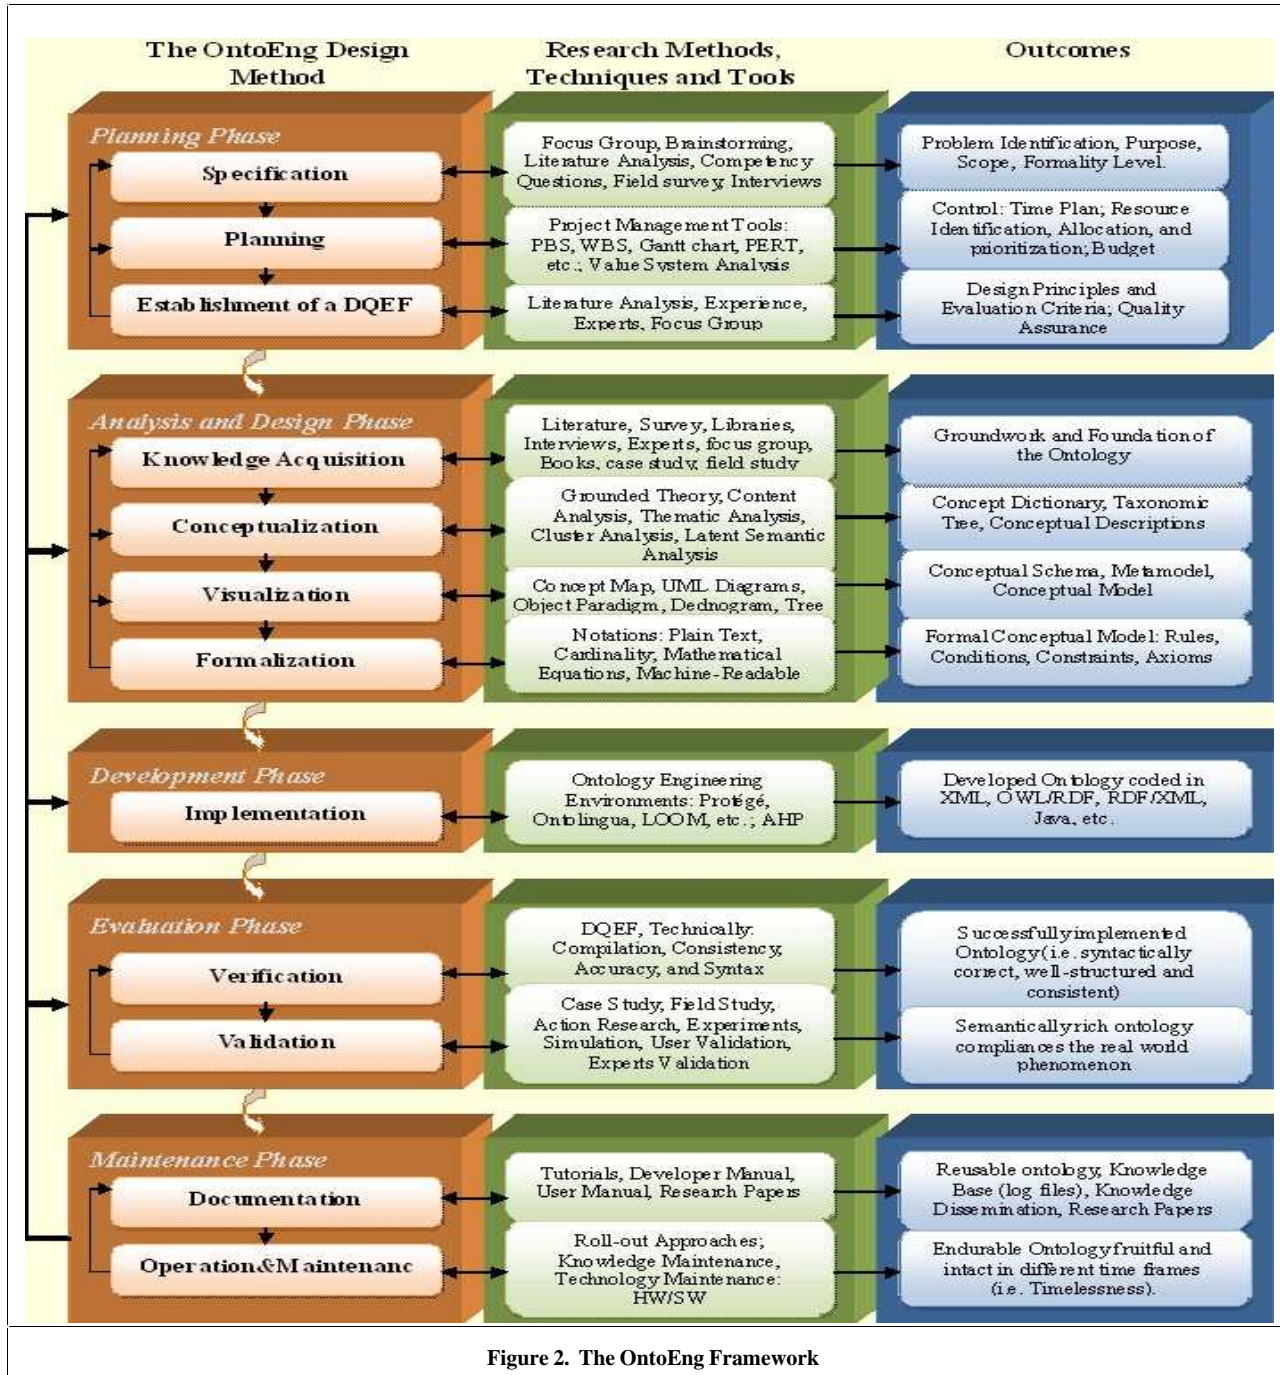 The OntoEng Design
Method
Research Methods,
Techniques and Tools
Outcomes
Planning Phase
Specification
Focus Group, Brainstorming,
Literature Analysis, Competency
Questions, Field survey, Interviews
Problem Identification, Purpose,
Scope, Formality Level.
Planning
Project Management Tools:
PBS, WBS, Gantt chart, PERT,
etc.; Value System Analysis
Control: Time Plan; Resource
Identification, Allocation, and
prioritization; Budget
Establishment of a DQEF
Literature Analysis, Experience,
Experts, Focus Group
Design Principles and
Evaluation Criteria; Quality
Assurance
Analysis and Design Phase
Knowledge Acquisition
Literature, Survey, Libraries,
Interviews, Experts, focus group,
Books, case study, field study
Groundwork and Foundation of
the Ontology
Conceptualization
Grounded Theory, Content
Analysis, Thematic Analysis,
Cluster Analysis, Latent Semantic
Analysis
Concept Dictionary, Taxonomic
Tree, Conceptual Descriptions
Visualization
Concept Map, UML Diagrams,
Object Paradigm, Dednogram, Tree
Conceptual Schema, Metamodel,
Conceptual Model
Formalization
Notations: Plain Text,
Cardinality; Mathematical
Equations, Machine-Readable
Formal Conceptual Model: Rules,
Conditions, Constraints, Axioms
Development Phase
Implementation
Ontology Engineering
Environments: Protégé,
Ontolingua, LOOM, etc.; AHP
Developed Ontology coded in
XML, OWL/RDF, RDF/XML,
Java, etc.
Evaluation Phase
Verification
DQEF, Technically:
Compilation, Consistency,
Accuracy, and Syntax
Successfully implemented
Ontology (i.e. syntactically
correct, well-structured and
consistent)
Validation
Case Study, Field Study,
Action Research, Experiments,
Simulation, User Validation,
Experts Validation
Semantically rich ontology
compliances the real world
phenomenon
Maintenance Phase
Documentation
Tutorials, Developer Manual,
User Manual, Research Papers
Reusable ontology, Knowledge
Base (log files), Knowledge
Dissemination, Research Papers
Operation&Maintenanc
Roll-out Approaches;
Knowledge Maintenance,
Technology Maintenance:
HW/SW
Endurable Ontology fruitful and
intact in different time frames
(i.e. Timelessness).
Figure 2. The OntoEng Framework